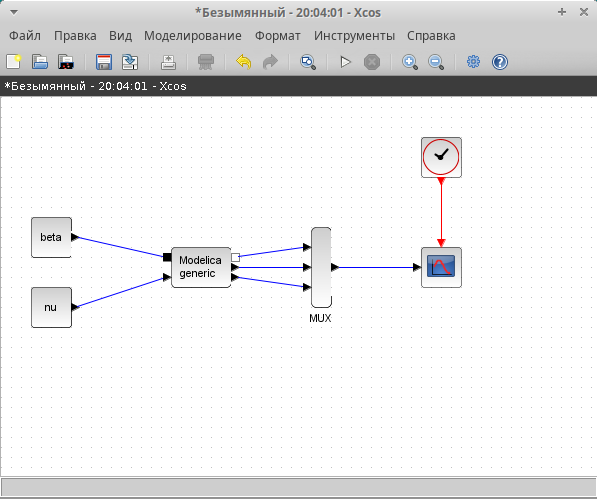 *Безымянный - 20:04:01 - Xcos
Файл Правка Вид Моделирование Формат Инструменты Справка
*Безымянный - 20:04:01 - Xcos
beta
Modelica
generic
nu
MUX